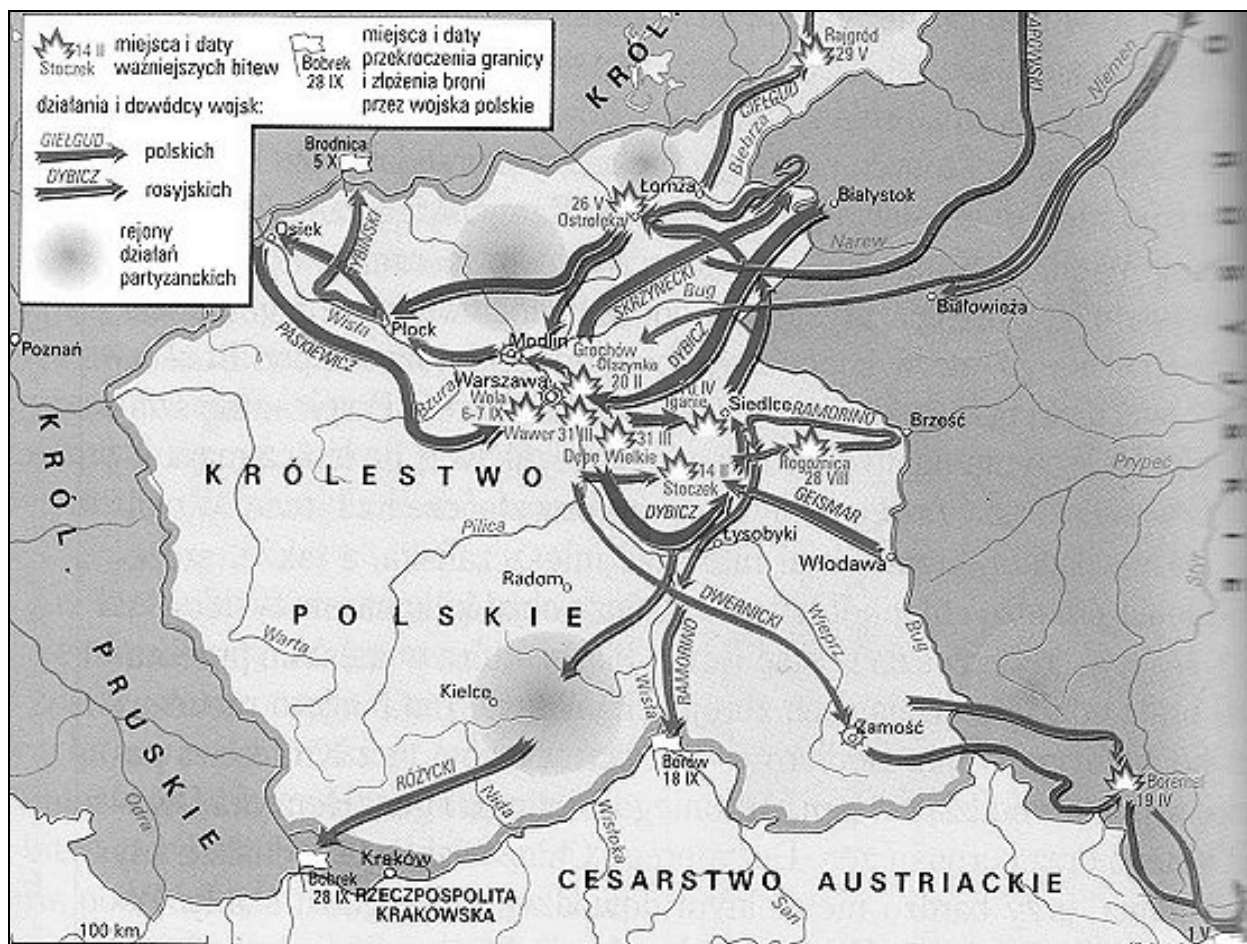 14 II
Stoczek
miejsca i daty
ważniejszych bitew
Bobrek
28 IX
miejsca i daty
przekroczenia granicy
i złożenia broni
przez wojska polskie
działania i dowódcy wojsk:
GIEŁGUD
polskich
DYBICZ
rosyjskich
rejony
działań
partyzanckich
KRÓL
Rajgród
29 V
GIEŁGUD
Biebrza
Niemen
Brodnica
5 IX
Łomża
Białystok
26 V
Ostrołęka
Osiek
Narew
SKRZYNECKI
Bug
Białowieża
Wisła
Płock
Poznań
PASKIEWICZ
Modlin
DYBICZ
Grochów
-Olszynka
20 II
Bzura
Warszawa
Wola
6-7 IX
IV
Iganie
Siedlce
RAMORINO
Brześć
Wawer 31 III
31 III
Dębe Wielkie
14 II
Stoczek
Rogoźnica
28 VIII
Prypeć
KRÓL.
KRÓLESTWO
GEISMAR
DYBICZ
Pilica
Łysobyki
Włodawa
Styr
Radom
POLSKIE
DWERNICKI
Wieprz
Bug
Warta
RAMORINO
Wisła
PRUSKIE
Kielce
Zamość
Borów
18 IX
RÓŻYCKI
Nida
Boremel
19 IV
Odra
Wisłoka
Kraków
Bobrek
28 IX
RZECZPOSPOLITA
KRAKOWSKA
CESARSTWO AUSTRIACKIE
San
100 km
1 V